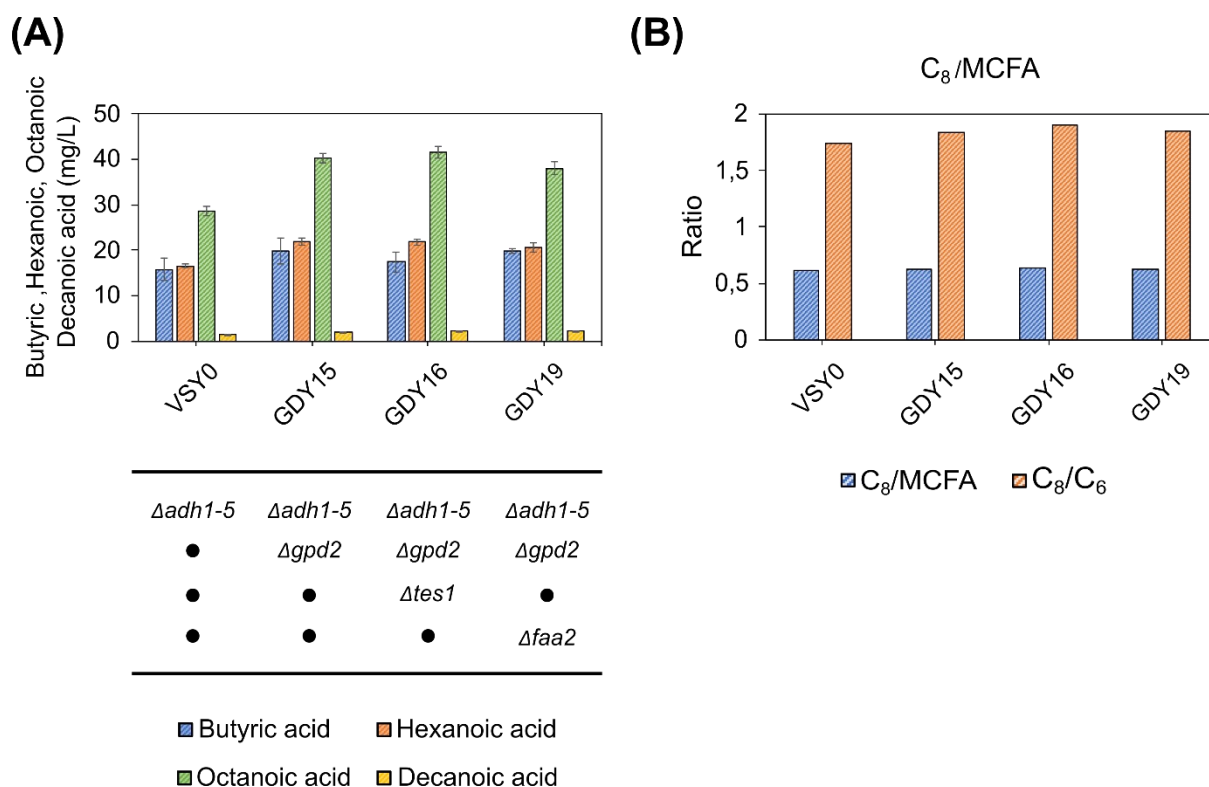 (A)
Butyric ,Hexanoic, Octanoic
Decanoic acid (mg/L)
50
40
30
20
10
0
VSY0
GDY15
GDY16
GDY19
Δadh1-5 Δadh1-5 Δadh1-5 Δadh1-5
● Δgpd2 Δgpd2 Δgpd2
● ● Δtes1 ●
● ● ● Δfaa2
Butyric acid Hexanoic acid
Octanoic acid Decanoic acid
(B)
C₈/MCFA
Ratio
2
1,5
1
0,5
0
VSY0
GDY15
GDY16
GDY19
C₈/MCFA C₈/C₆